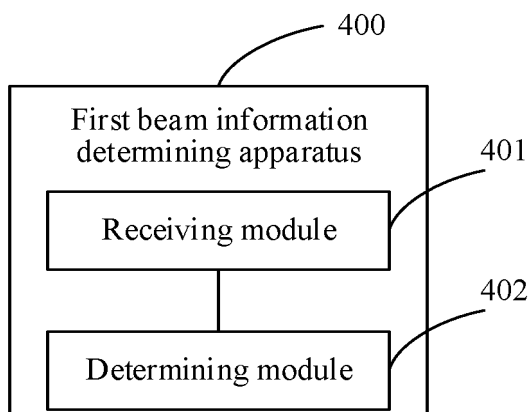 400
First beam information
determining apparatus
401
Receiving module
402
Determining module